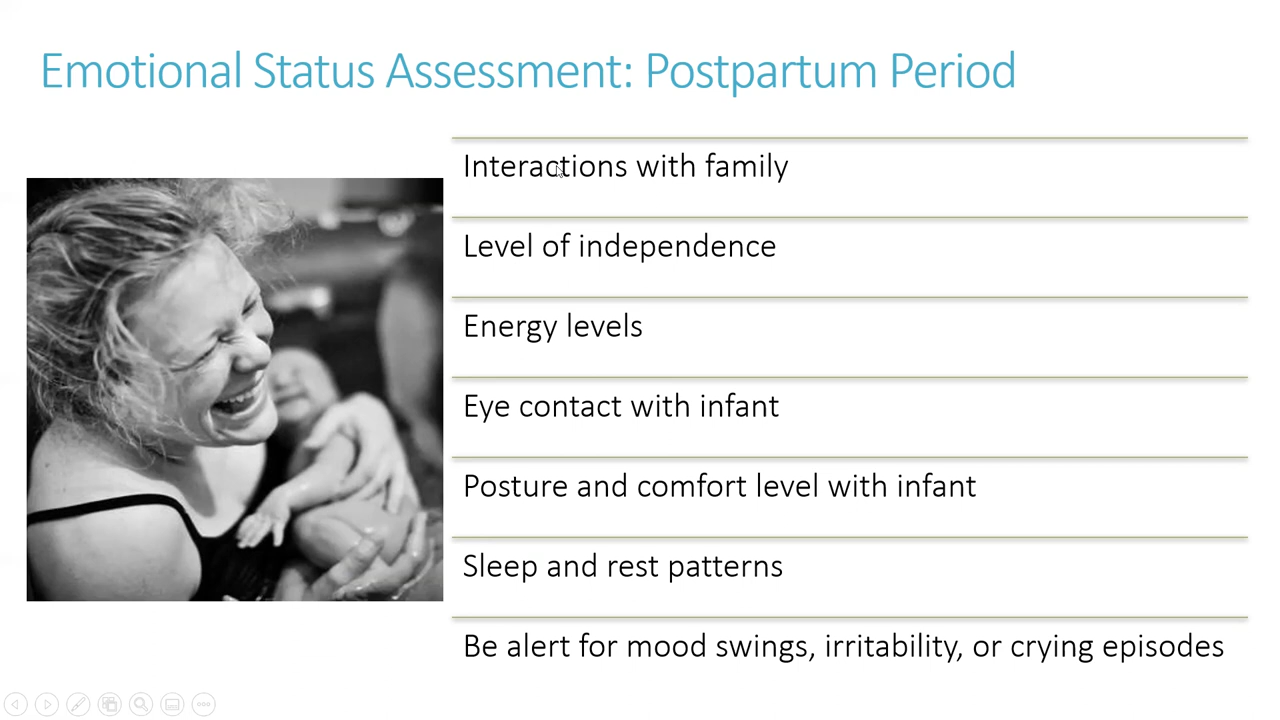 Emotional Status Assessment: Postpartum Period
Interactions with family
Level of independence
Energy levels
Eye contact with infant
Posture and comfort level with infant
Sleep and rest patterns
Be alert for mood swings, irritability, or crying episodes